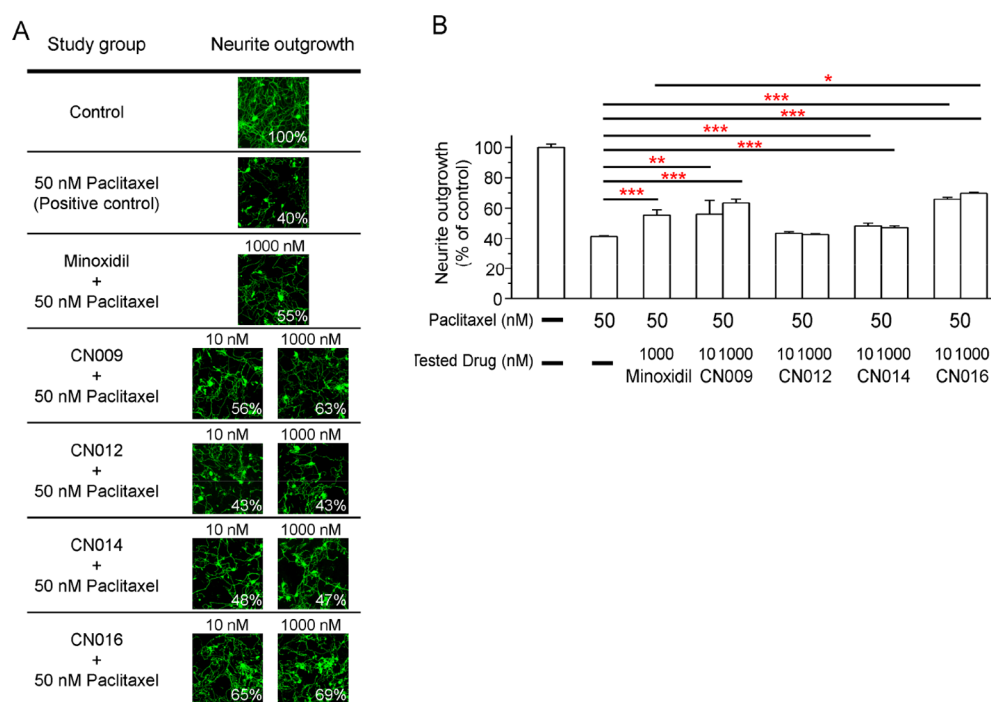 A
Study group Neurite outgrowth
Control
100%
50 nM Paclitaxel
(Positive control)
40%
Minoxidil
+
50 nM Paclitaxel
1000 nM
55%
CN009
+
50 nM Paclitaxel
10 nM 1000 nM
56% 63%
CN012
+
50 nM Paclitaxel
10 nM 1000 nM
43% 43%
CN014
+
50 nM Paclitaxel
10 nM 1000 nM
48% 47%
CN016
+
50 nM Paclitaxel
10 nM 1000 nM
65% 69%
B
*
***
***
***
***
**
***
***
Neurite outgrowth
(% of control)
100
80
60
40
20
0
Paclitaxel (nM) – 50 50 50 50 50 50
Tested Drug (nM) – – 1000 10 1000 10 1000 10 1000 10 1000
Minoxidil CN009 CN012 CN014 CN016